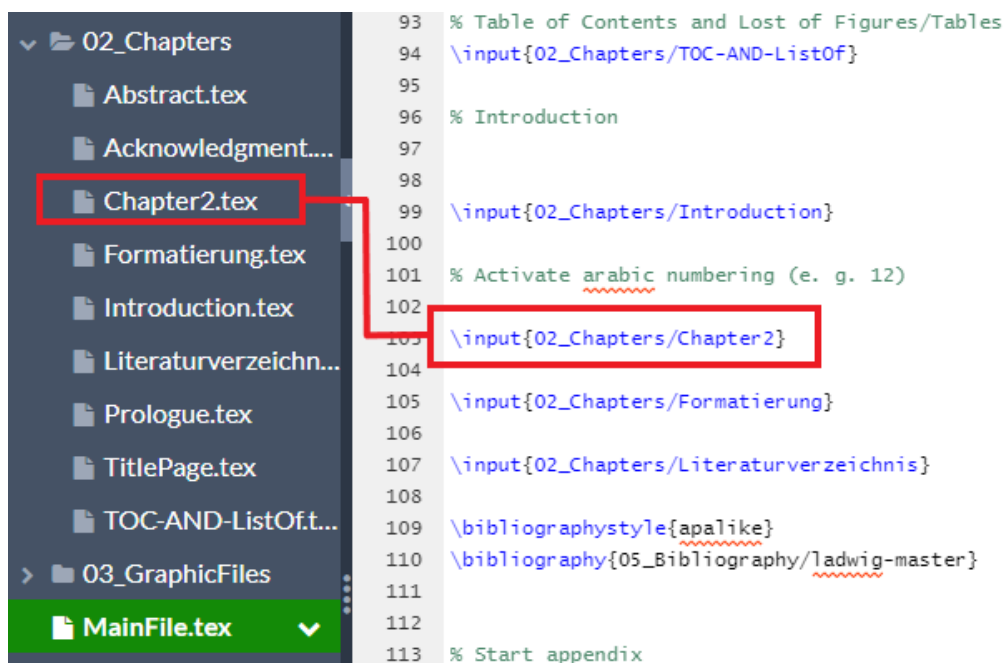 02_Chapters
Abstract.tex
Acknowledgment....
Chapter2.tex
Formatierung.tex
Introduction.tex
Literaturverzeichn...
Prologue.tex
TitlePage.tex
TOC-AND-ListOf.t...
03_GraphicFiles
MainFile.tex
93 % Table of Contents and Lost of Figures/Tables
94 \input{02_Chapters/TOC-AND-ListOf}
95
96 % Introduction
97
98
99 \input{02_Chapters/Introduction}
100
101 % Activate arabic numbering (e. g. 12)
102
103 \input{02_Chapters/Chapter2}
104
105 \input{02_Chapters/Formatierung}
106
107 \input{02_Chapters/Literaturverzeichnis}
108
109 \bibliographystyle{apalike}
110 \bibliography{05_Bibliography/ladwig-master}
111
112
113 % Start appendix